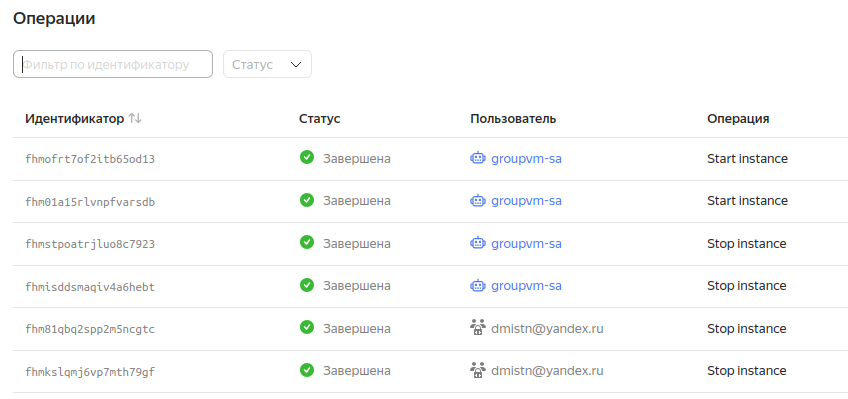 Операции
Фильтр по идентификатору Статус
Идентификатор Статус Пользователь Операция
fhmofrt7of2itb65od13 Завершена groupvm-sa Start instance
fhm01a15rlvnpfvarsdb Завершена groupvm-sa Start instance
fhmstpoatrjluo8c7923 Завершена groupvm-sa Stop instance
fhmisddsmaqiv4a6hebt Завершена groupvm-sa Stop instance
fhm81qbq2spp2m5ncgtc Завершена dmistn@yandex.ru Stop instance
fhmkslqmj6vp7mth79gf Завершена dmistn@yandex.ru Stop instance